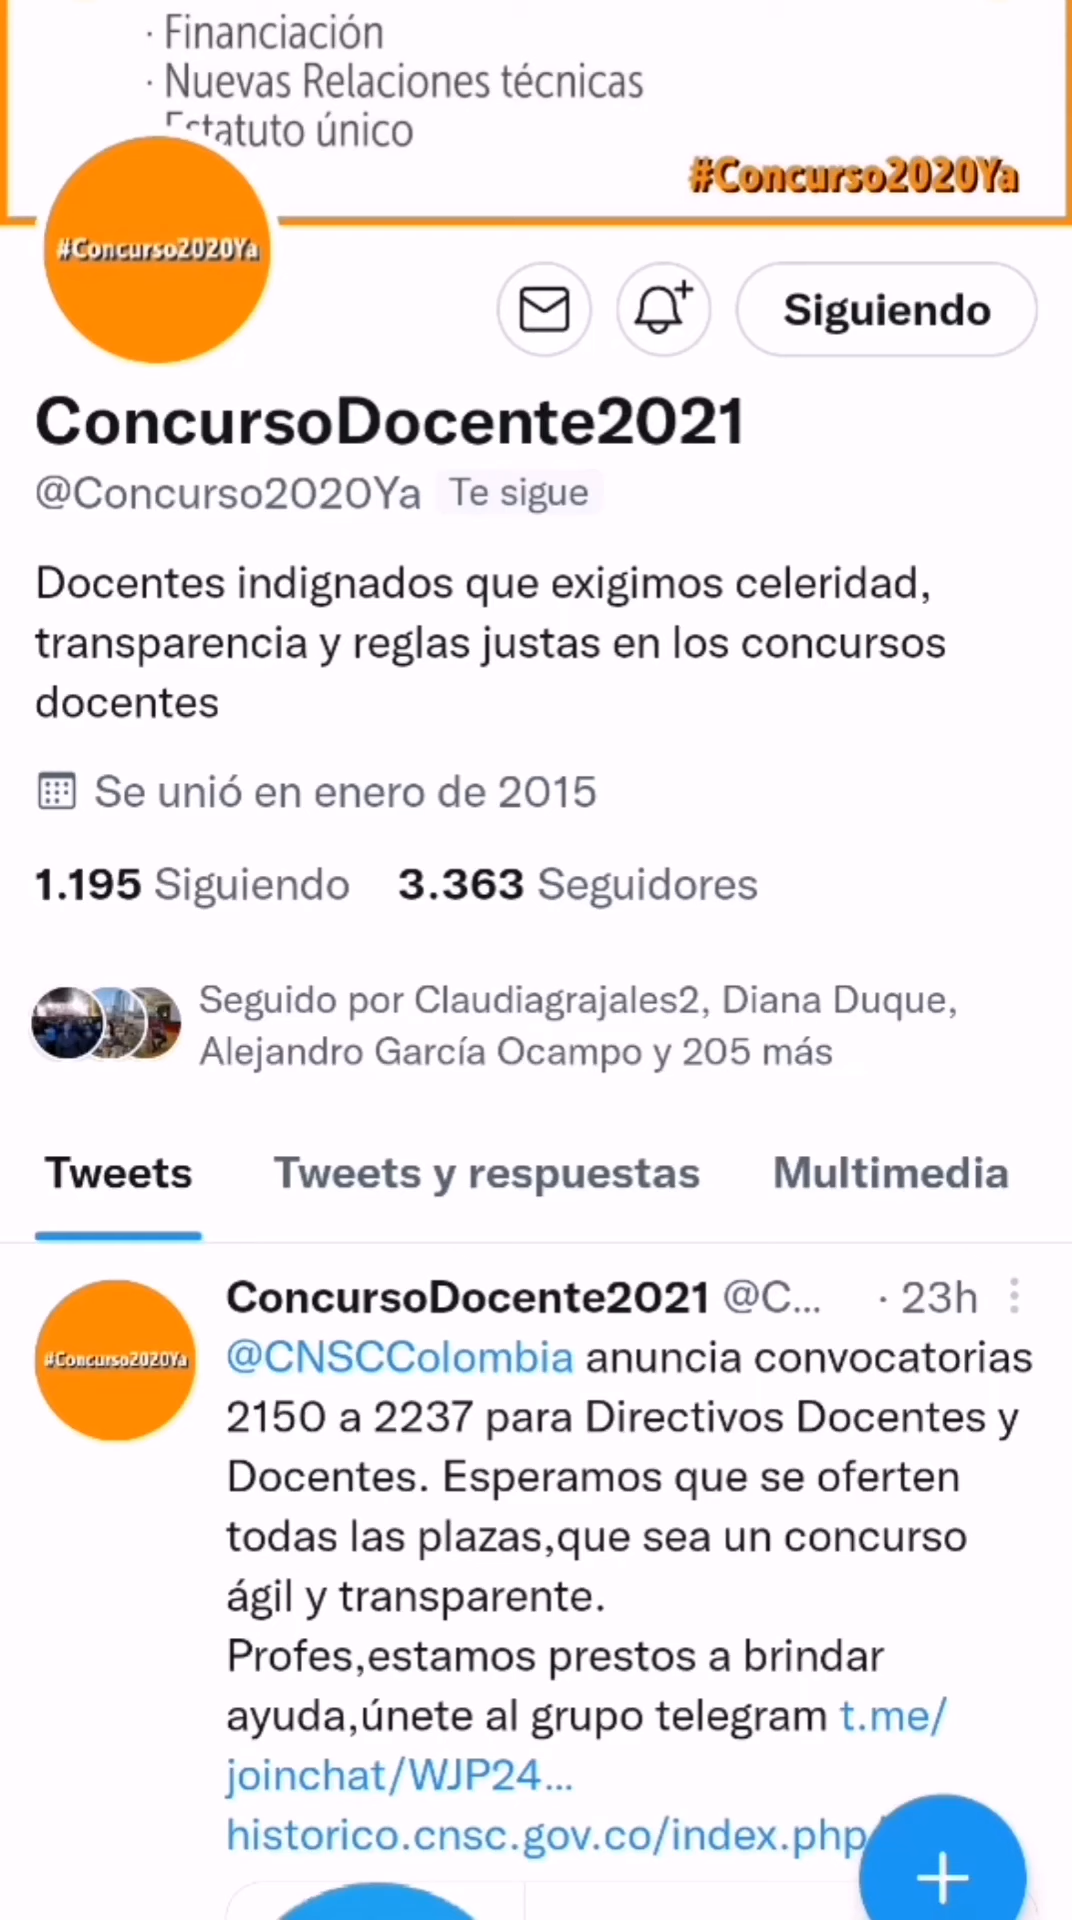 · Financiación
· Nuevas Relaciones técnicas
Estatuto único
#Concurso2020Ya
#Concurso2020Ya
Siguiendo
ConcursoDocente2021
@Concurso2020Ya Te sigue
Docentes indignados que exigimos celeridad,
transparencia y reglas justas en los concursos
docentes
Se unió en enero de 2015
1.195 Siguiendo 3.363 Seguidores
Seguido por Claudiagrajales2, Diana Duque,
Alejandro García Ocampo y 205 más
Tweets Tweets y respuestas Multimedia
ConcursoDocente2021 @C... · 23h
#Concurso2020Ya
@CNSCColombia anuncia convocatorias
2150 a 2237 para Directivos Docentes y
Docentes. Esperamos que se oferten
todas las plazas,que sea un concurso
ágil y transparente.
Profes,estamos prestos a brindar
ayuda,únete al grupo telegram t.me/
joinchat/WJP24...
historico.cnsc.gov.co/index.php